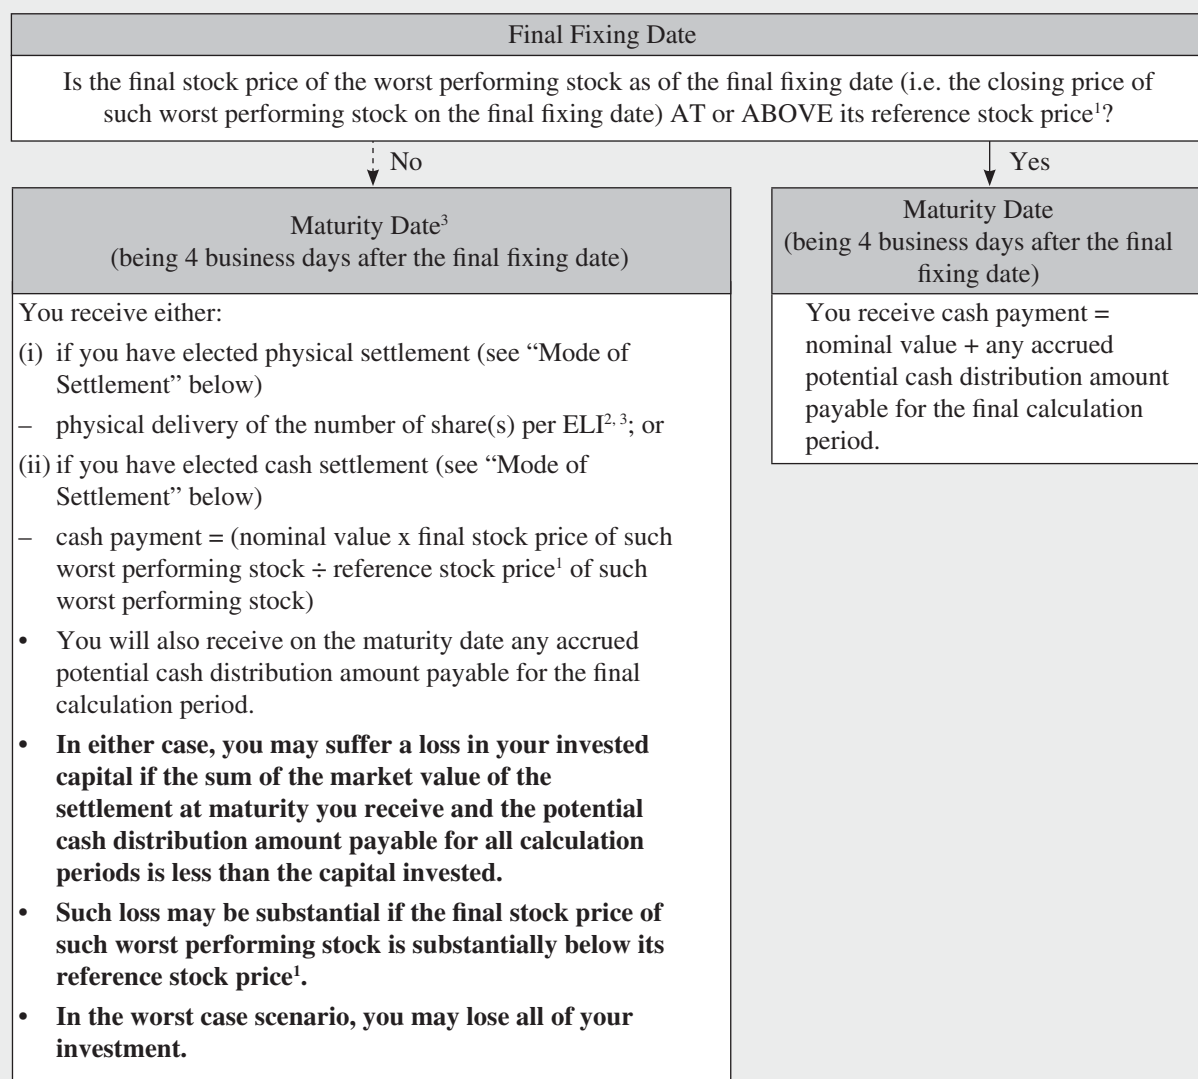 Final Fixing Date
Is the final stock price of the worst performing stock as of the final fixing date (i.e. the closing price of
such worst performing stock on the final fixing date) AT or ABOVE its reference stock price¹?
No
Yes
Maturity Date³
(being 4 business days after the final fixing date)
You receive either:
(i) if you have elected physical settlement (see “Mode of
Settlement” below)
– physical delivery of the number of share(s) per ELI²˒ ³; or
(ii) if you have elected cash settlement (see “Mode of
Settlement” below)
– cash payment = (nominal value x final stock price of such
worst performing stock ÷ reference stock price¹ of such
worst performing stock)
• You will also receive on the maturity date any accrued
potential cash distribution amount payable for the final
calculation period.
• In either case, you may suffer a loss in your invested
capital if the sum of the market value of the
settlement at maturity you receive and the potential
cash distribution amount payable for all calculation
periods is less than the capital invested.
• Such loss may be substantial if the final stock price of
such worst performing stock is substantially below its
reference stock price¹.
• In the worst case scenario, you may lose all of your
investment.
Maturity Date
(being 4 business days after the final
fixing date)
You receive cash payment =
nominal value + any accrued
potential cash distribution amount
payable for the final calculation
period.